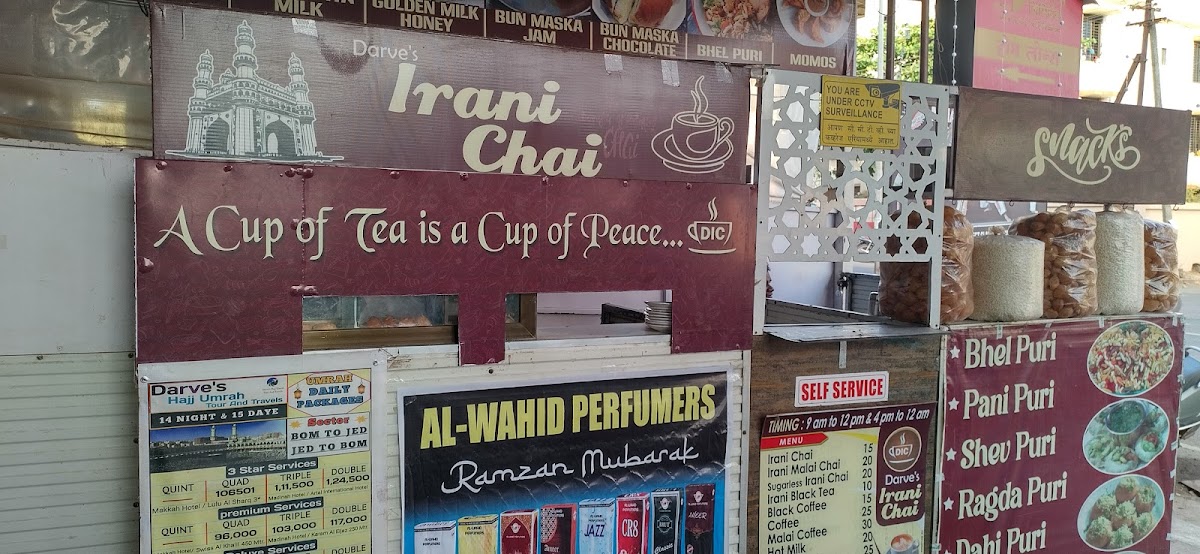 MILK
GOLDEN MILK
HONEY
BUN MASKA
JAM
BUN MASKA
CHOCOLATE
BHEL PURI
MOMOS
Darve's
Irani
Chai
YOU ARE
UNDER CCTV
SURVEILLANCE
Snacks
A Cup of Tea is a Cup of Peace...
DIC
Darve's
Hajj Umrah
Tour And Travels
14 NIGHT & 15 DAYE
UMRAH
DAILY
PACKAGES
Sector
BOM TO JED
JED TO BOM
3 Star Services
QUINT
QUAD
106501
TRIPLE
1,11,500
DOUBLE
1,24,500
premium Services
QUINT
QUAD
96,000
TRIPLE
103,000
DOUBLE
117,000
AL-WAHID PERFUMERS
Ramzan Mubarak
JAZZ
CR8
SELF SERVICE
TIMING : 9 am to 12 pm & 4 pm to 12 am
MENU
Irani Chai 15
Irani Malai Chai 20
Sugarless Irani Chai 20
Irani Black Tea 15
Black Coffee 20
Coffee 25
Malai Coffee 30
Hot Milk
DIC
Darve's
Irani
Chai
Bhel Puri
Pani Puri
Shev Puri
Ragda Puri
Dahi Puri